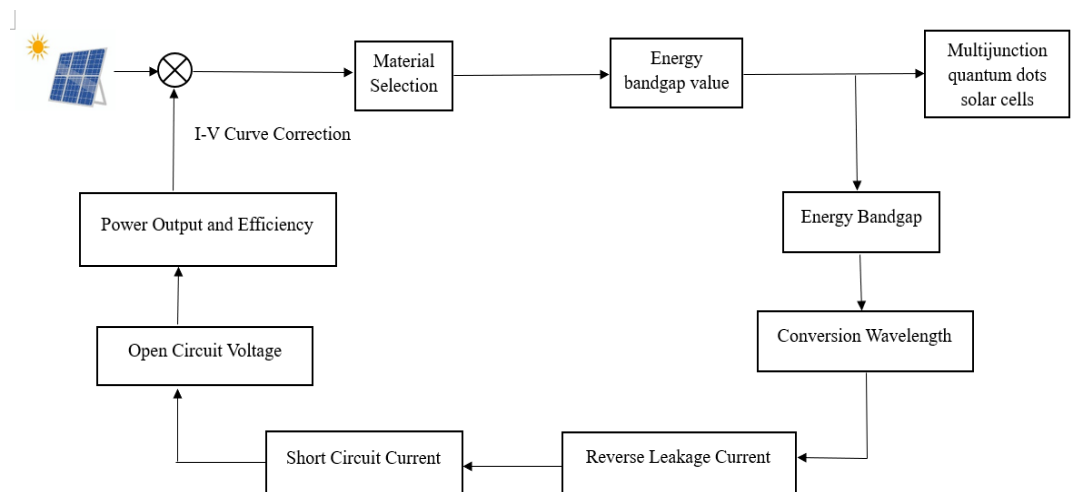 Material
Selection
Energy
bandgap value
Multijunction
quantum dots
solar cells
I-V Curve Correction
Power Output and Efficiency
Energy Bandgap
Open Circuit Voltage
Conversion Wavelength
Short Circuit Current
Reverse Leakage Current